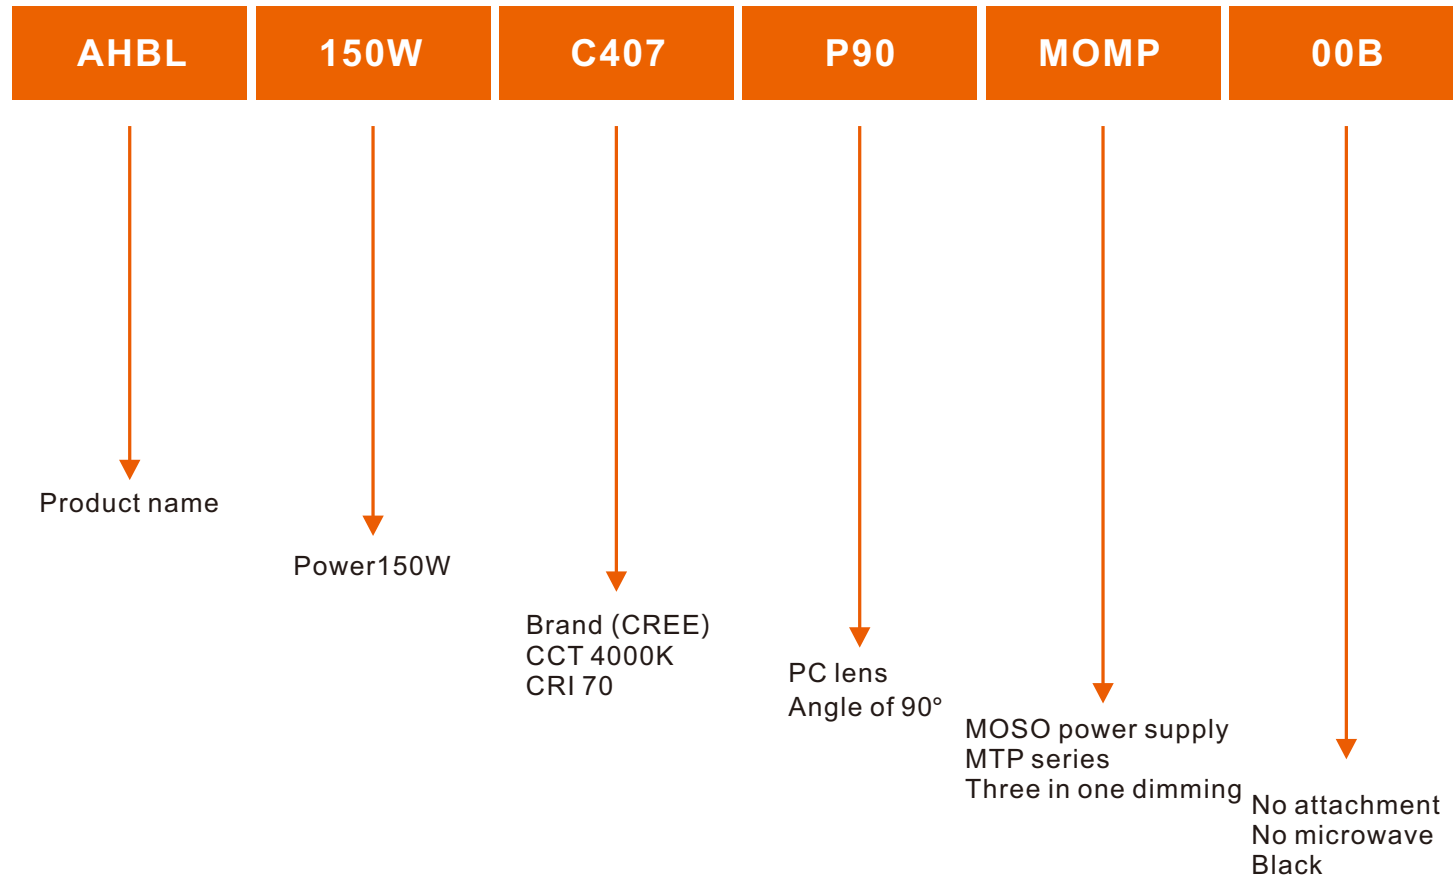 AHBL
150W
C407
P90
MOMP
00B
Product name
Power150W
Brand (CREE)
CCT 4000K
CRI 70
PC lens
Angle of 90°
MOSO power supply
MTP series
Three in one dimming
No attachment
No microwave
Black